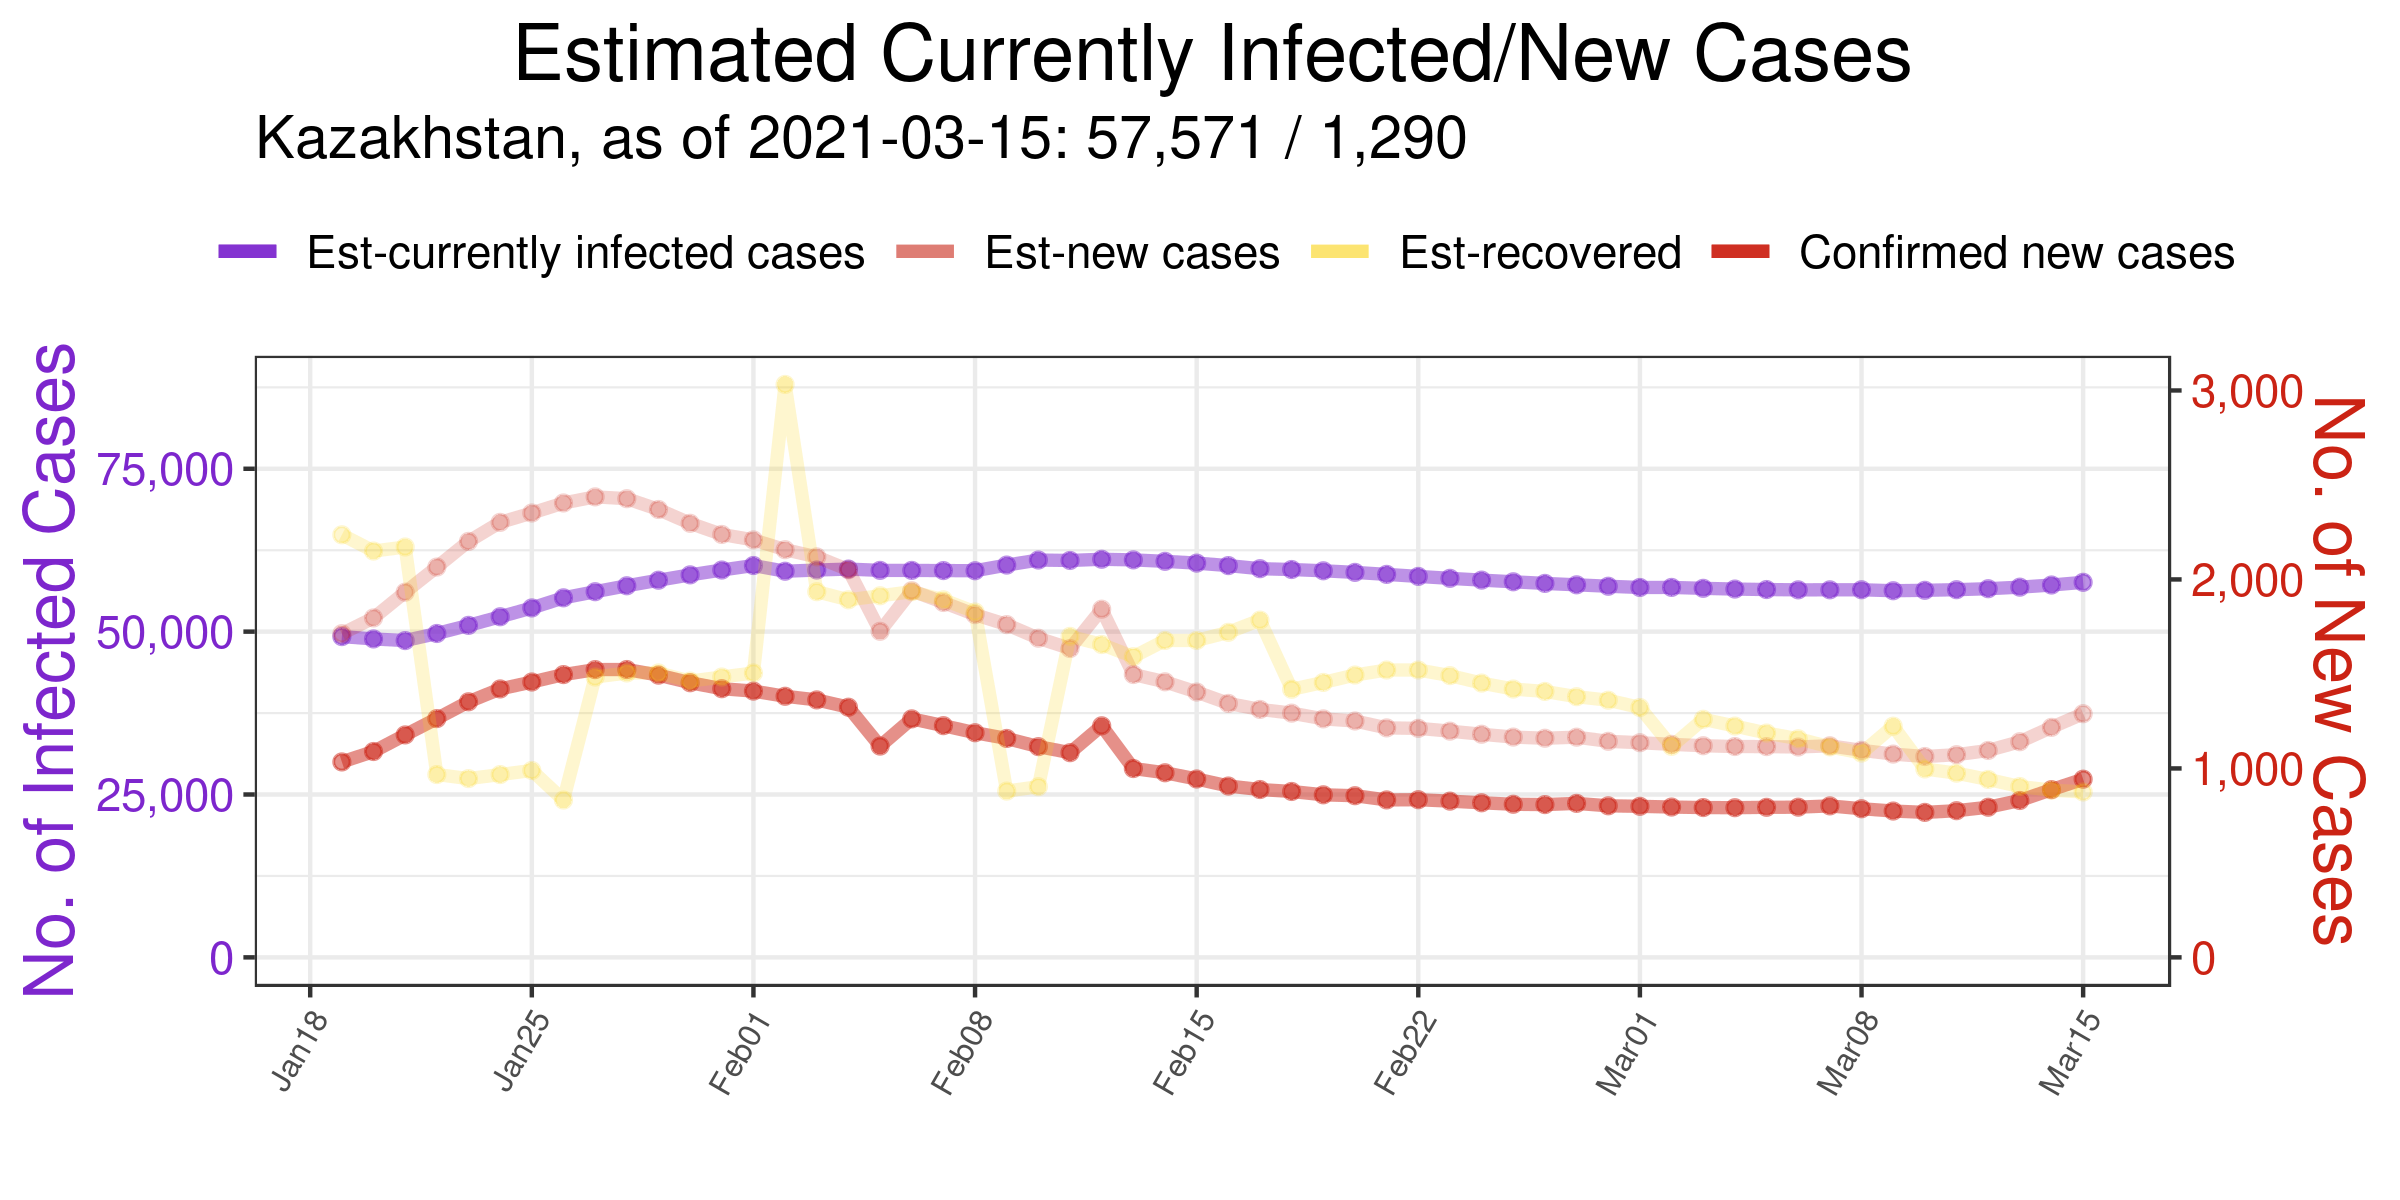 Estimated Currently Infected/New Cases
Kazakhstan, as of 2021-03-15: 57,571 / 1,290
Est-currently infected cases Est-new cases Est-recovered Confirmed new cases
No. of Infected Cases
75,000
50,000
25,000
0
3,000
2,000
1,000
0
No. of New Cases
Jan18 Jan25 Feb01 Feb08 Feb15 Feb22 Mar01 Mar08 Mar15